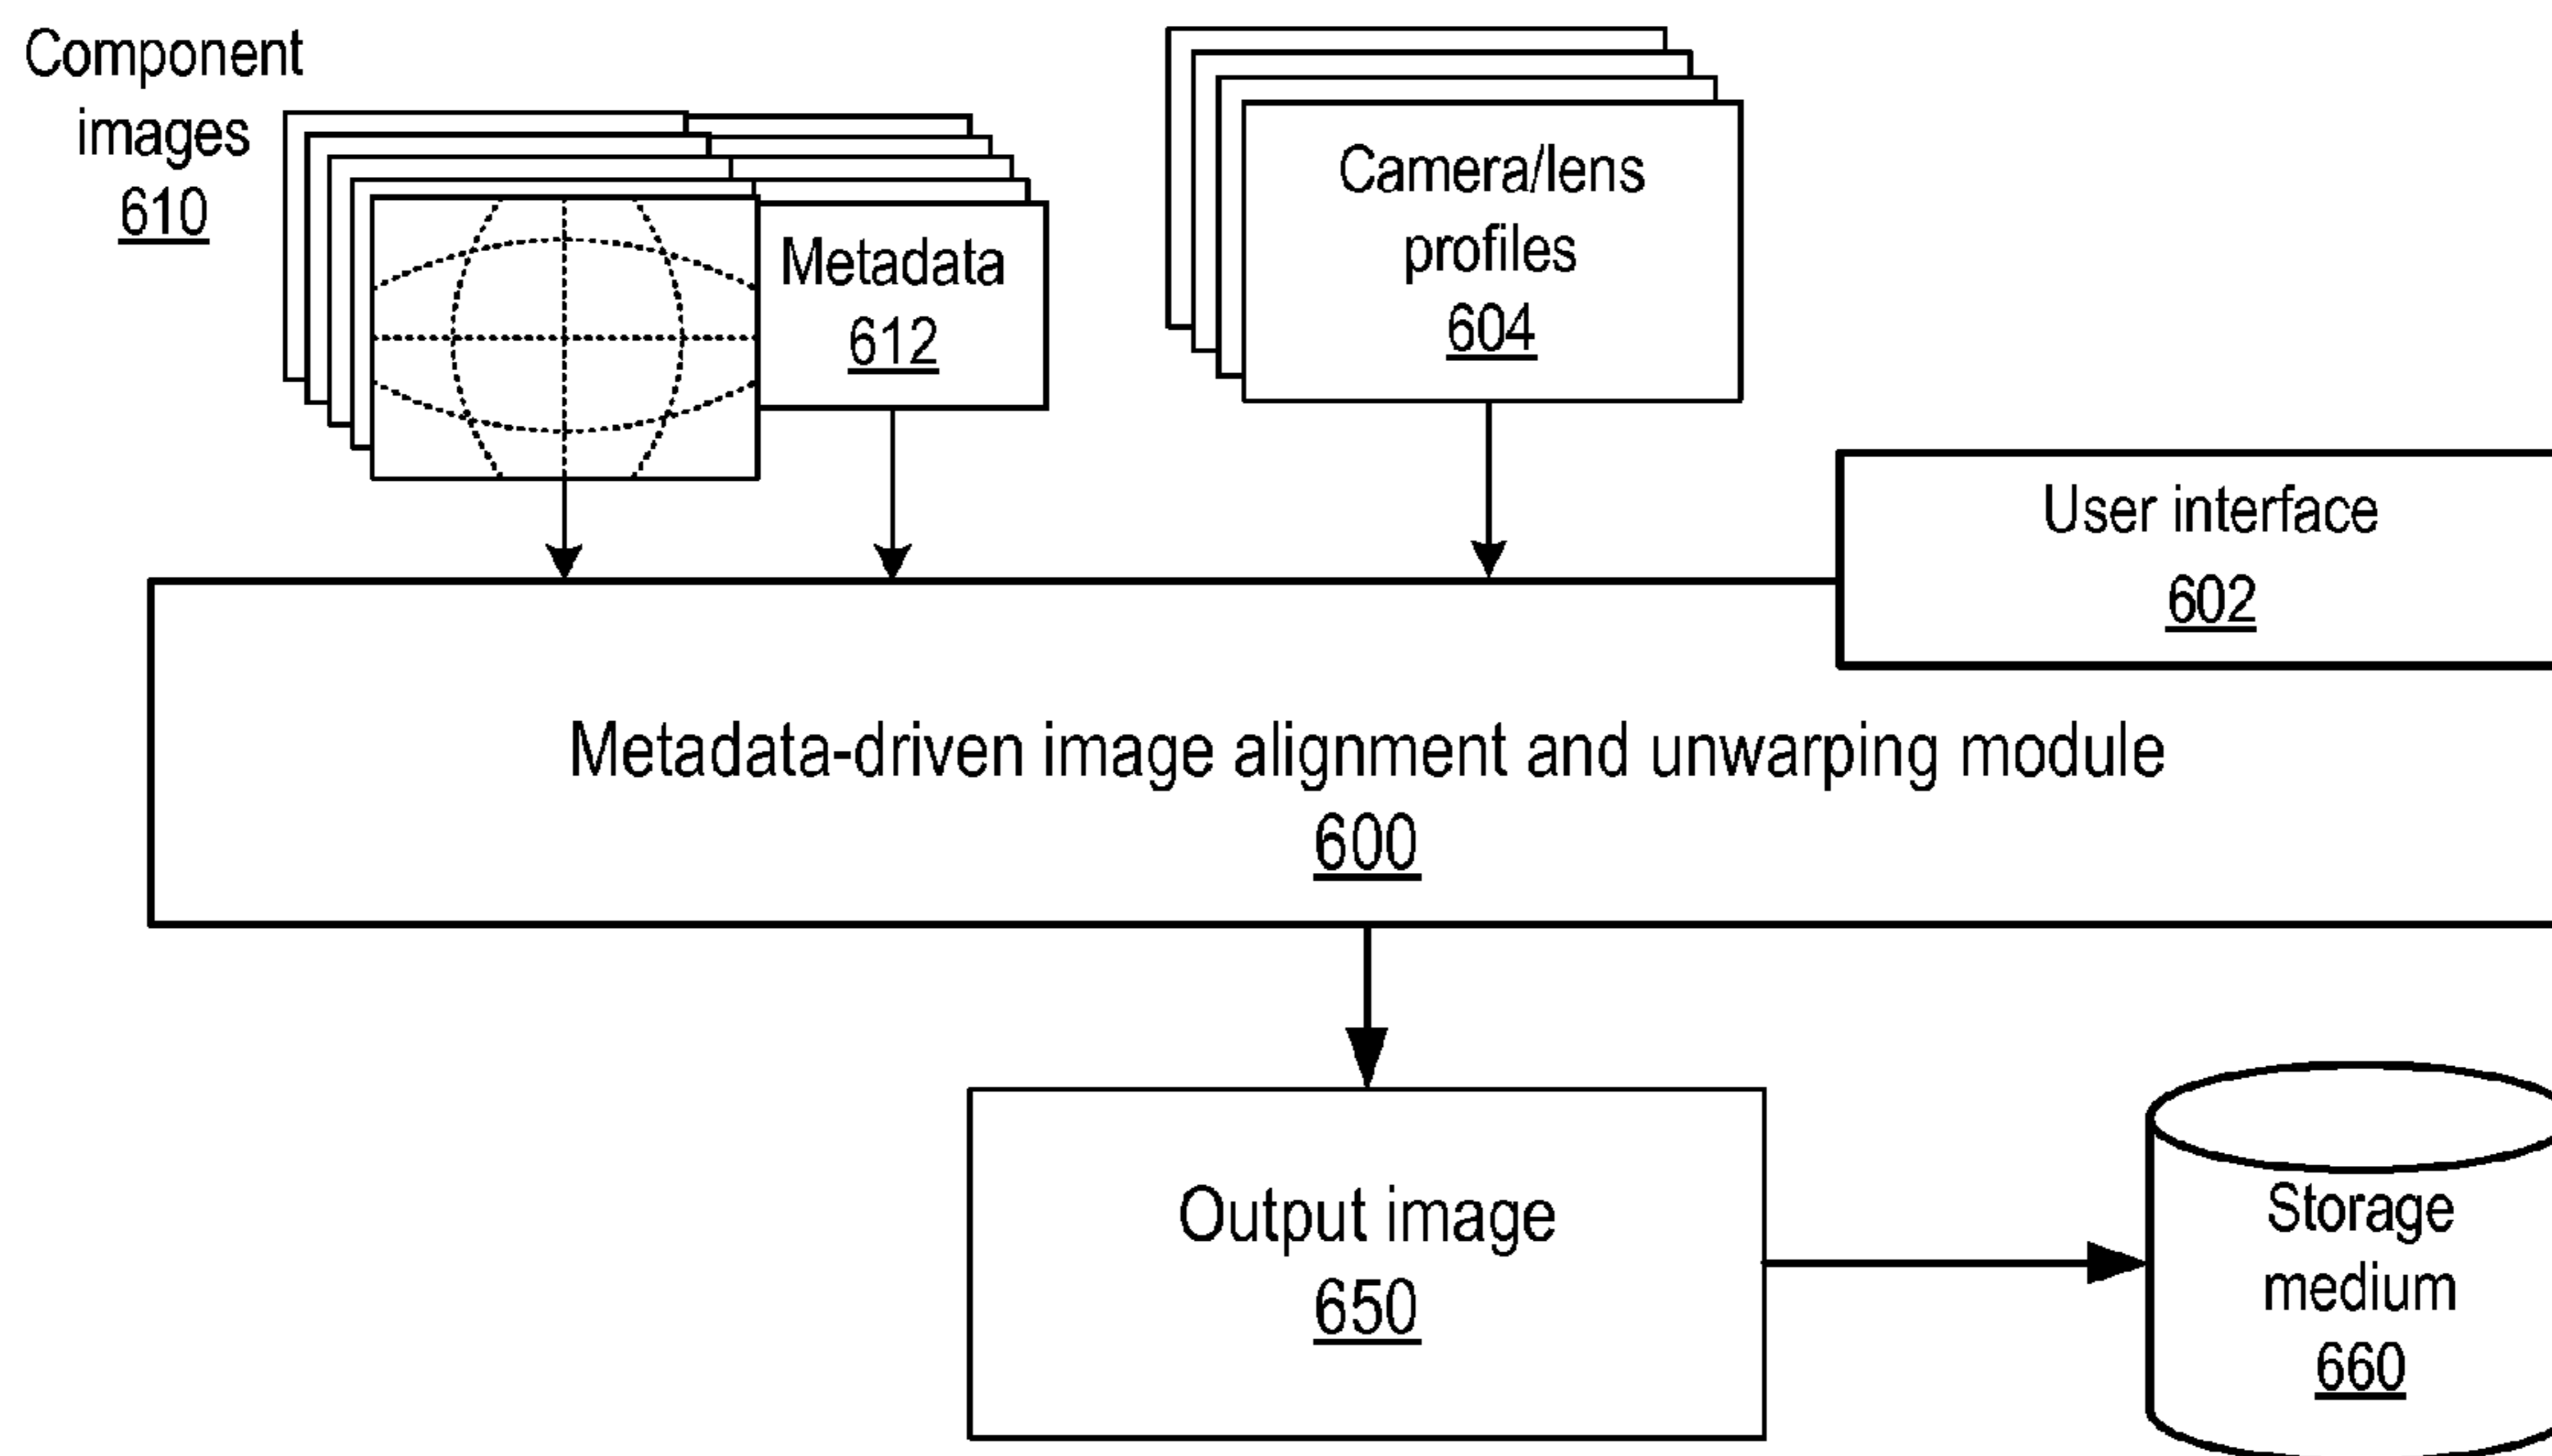 Component
images
610
Metadata
612
Camera/lens
profiles
604
User interface
602
Metadata-driven image alignment and unwarping module
600
Output image
650
Storage
medium
660